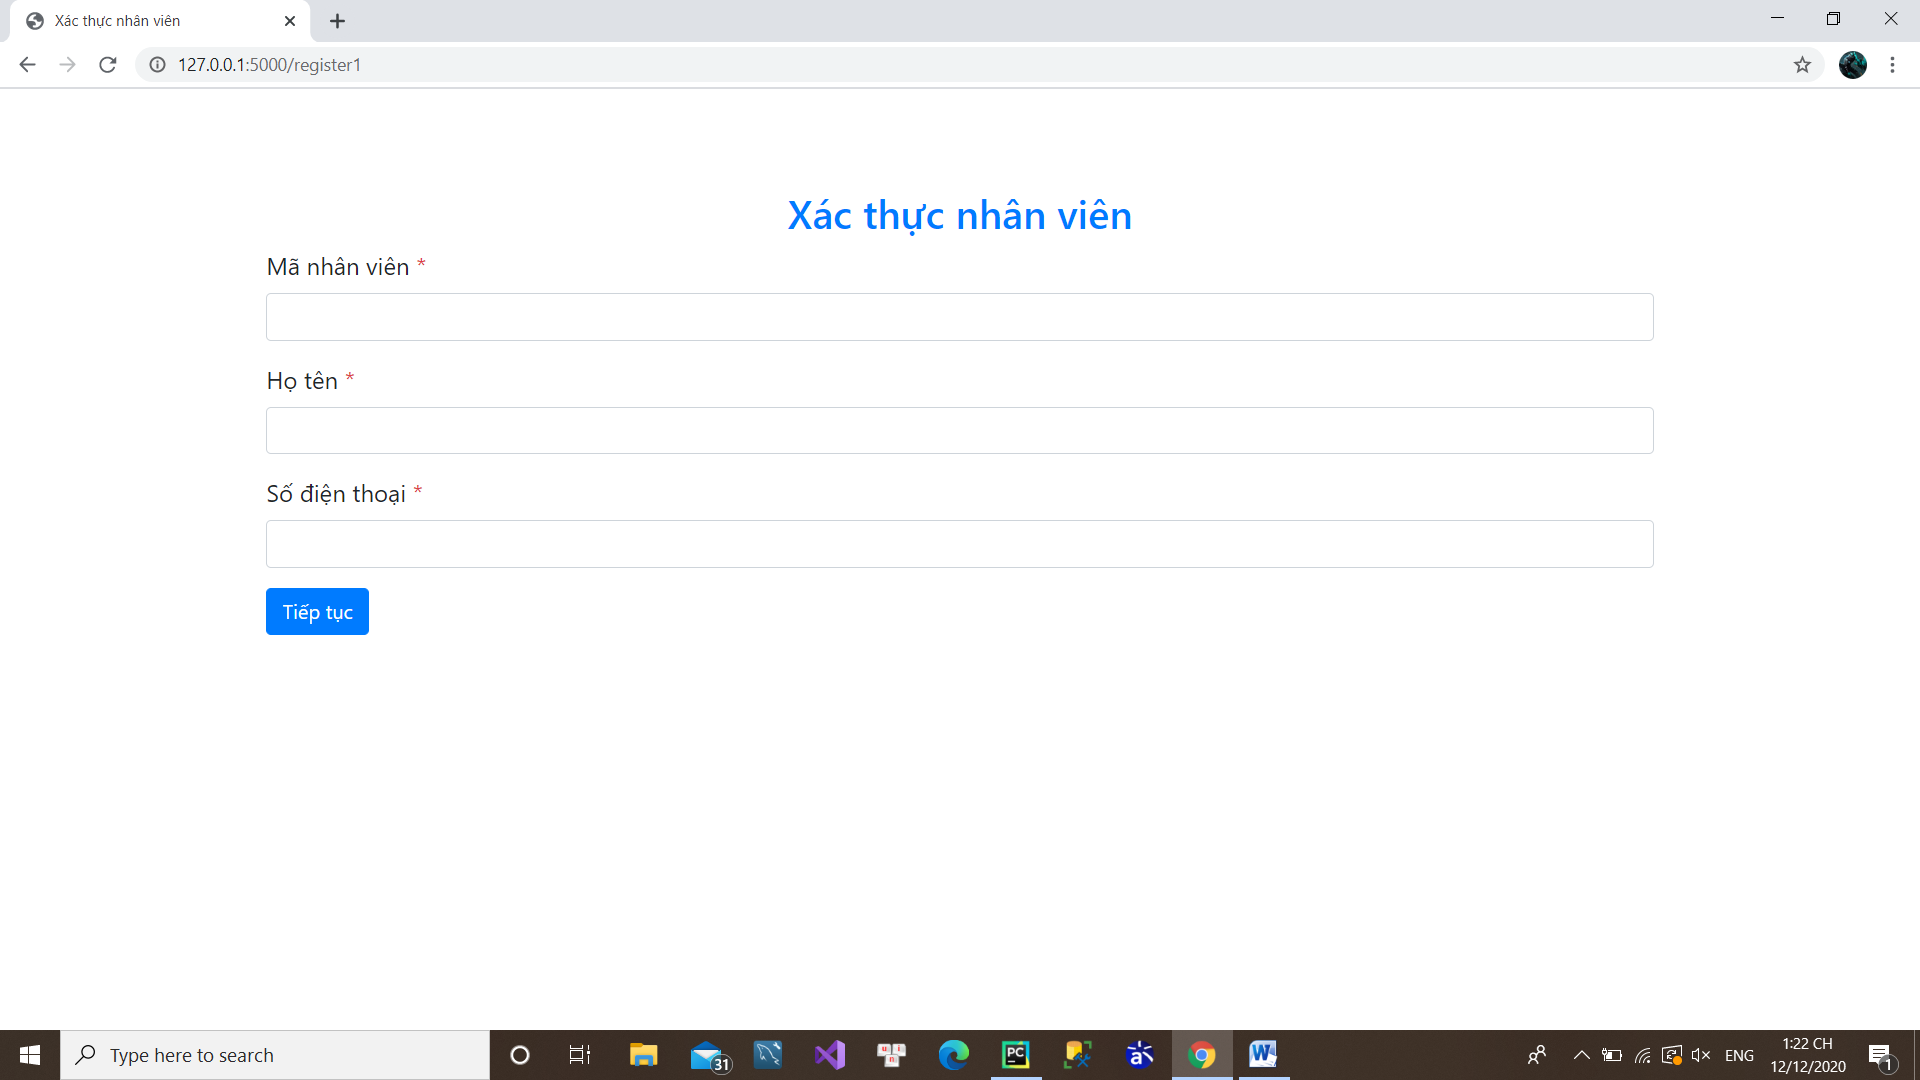 Xác thực nhân viên
127.0.0.1:5000/register1
Xác thực nhân viên
Mã nhân viên *
Họ tên *
Số điện thoại *
Tiếp tục
Type here to search
31
PC
W
ENG
1:22 CH
12/12/2020
1